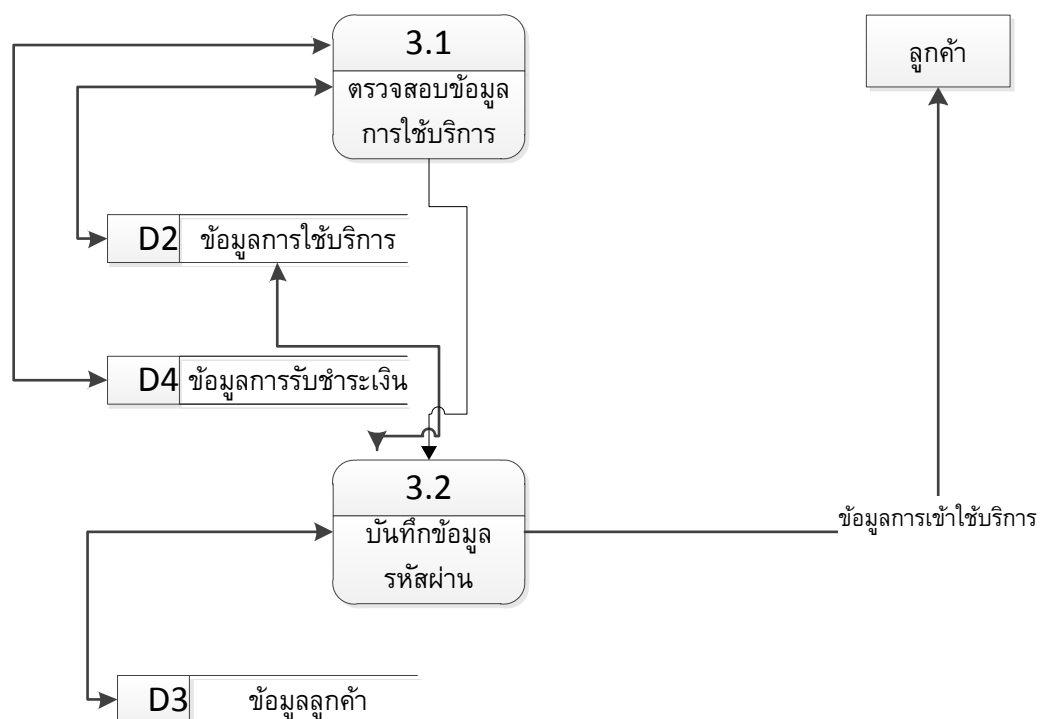 3.1
ตรวจสอบข้อมูล
การใช้บริการ
ลูกค้า
D2 ข้อมูลการใช้บริการ
D4 ข้อมูลการรับชำระเงิน
3.2
บันทึกข้อมูล
รหัสผ่าน
ข้อมูลการเข้าใช้บริการ
D3 ข้อมูลลูกค้า